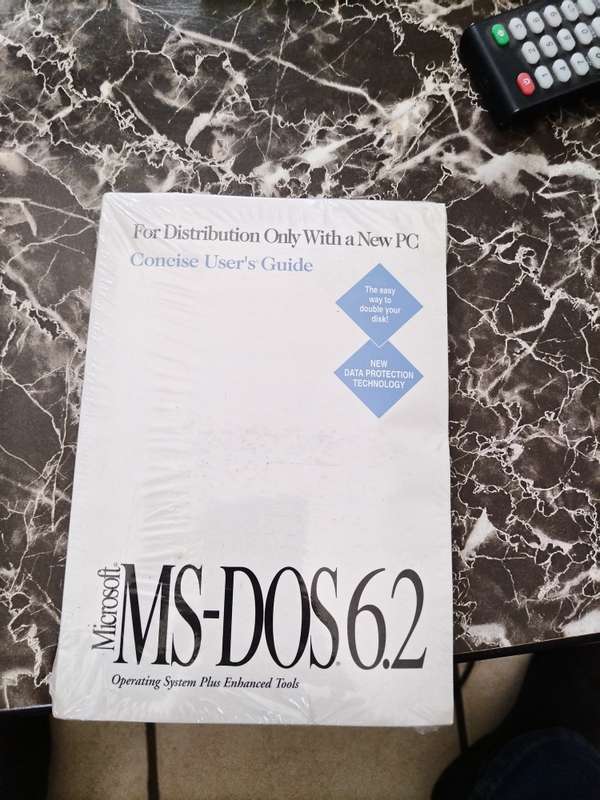 For Distribution Only With a New PC
Concise User's Guide
The easy
way to
double your
disk!
NEW
DATA PROTECTION
TECHNOLOGY
Microsoft®
MS-DOS® 6.2
Operating System Plus Enhanced Tools